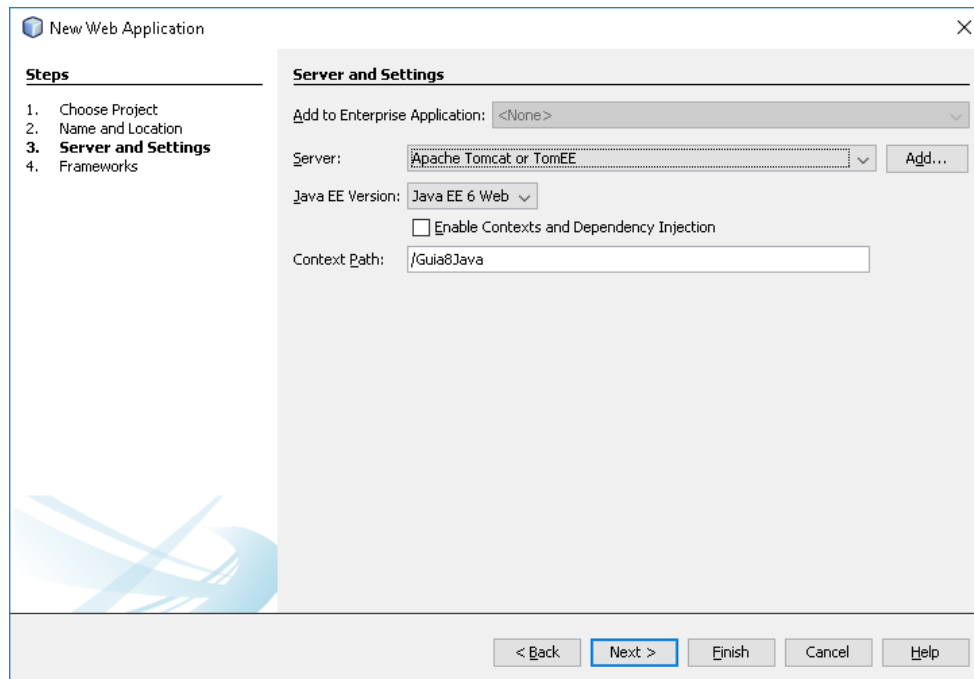 New Web Application
Steps
1. Choose Project
2. Name and Location
3. Server and Settings
4. Frameworks
Server and Settings
Add to Enterprise Application: <None>
Server: Apache Tomcat or TomEE Add...
Java EE Version: Java EE 6 Web
Enable Contexts and Dependency Injection
Context Path: /Guia8Java
< Back Next > Finish Cancel Help